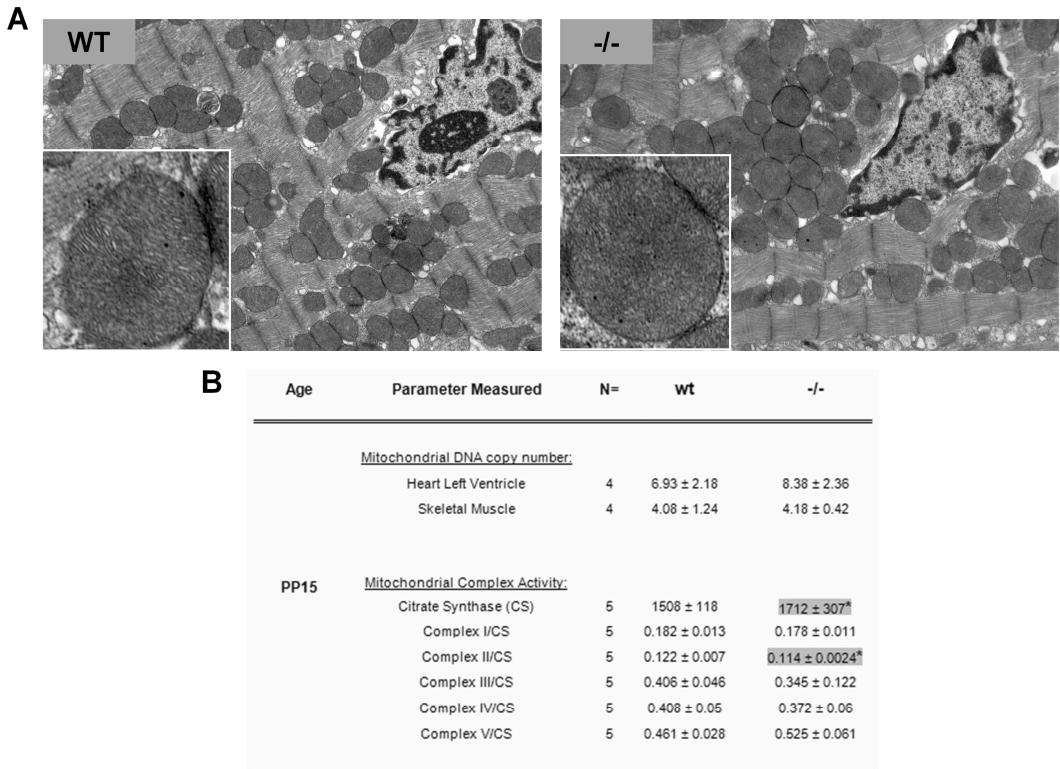 A
WT
-/-
B
Age Parameter Measured N= wt -/-
Mitochondrial DNA copy number:
Heart Left Ventricle 4 6.93 ± 2.18 8.38 ± 2.36
Skeletal Muscle 4 4.08 ± 1.24 4.18 ± 0.42
PP15 Mitochondrial Complex Activity:
Citrate Synthase (CS) 5 1508 ± 118 1712 ± 307*
Complex I/CS 5 0.182 ± 0.013 0.178 ± 0.011
Complex II/CS 5 0.122 ± 0.007 0.114 ± 0.0024*
Complex III/CS 5 0.406 ± 0.046 0.345 ± 0.122
Complex IV/CS 5 0.408 ± 0.05 0.372 ± 0.06
Complex V/CS 5 0.461 ± 0.028 0.525 ± 0.061